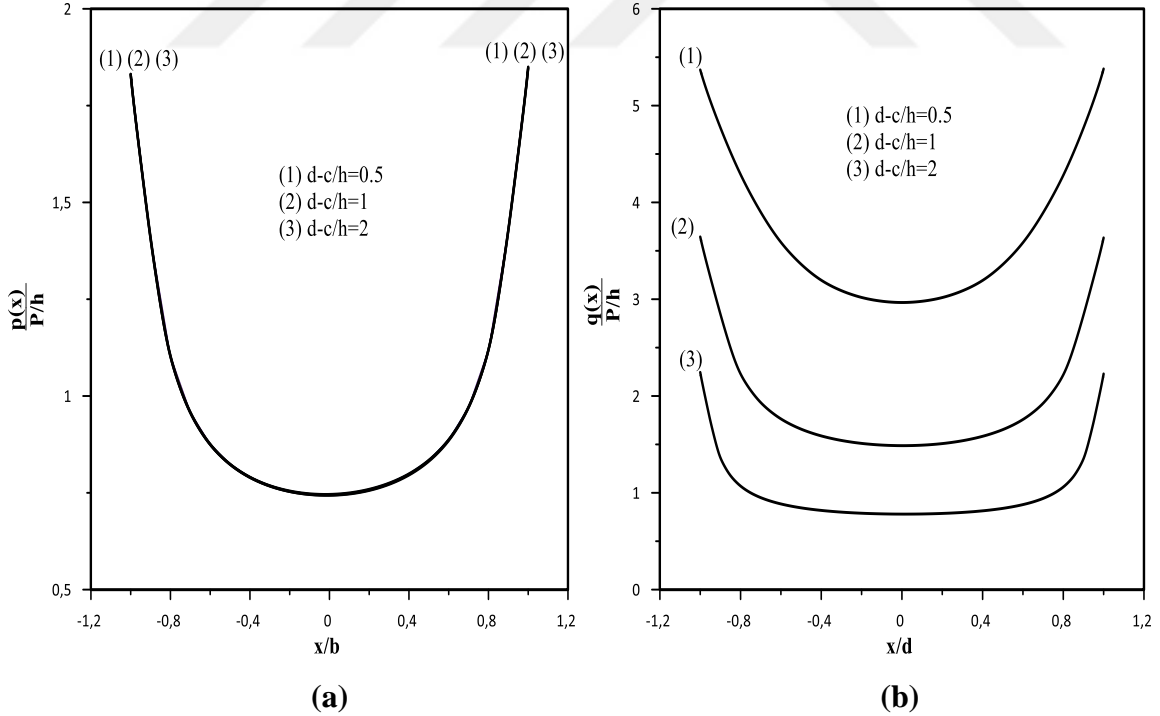 2
1,5
1
0,5
p(x)
P/h
(1) (2) (3)
(1) (2) (3)
(1) d-c/h=0.5
(2) d-c/h=1
(3) d-c/h=2
-1,2
-0,8
-0,4
0
0,4
0,8
1,2
x/b
(a)
6
5
4
3
2
1
0
q(x)
P/h
(1)
(2)
(3)
(1) d-c/h=0.5
(2) d-c/h=1
(3) d-c/h=2
-1,2
-0,8
-0,4
0
0,4
0,8
1,2
x/d
(b)